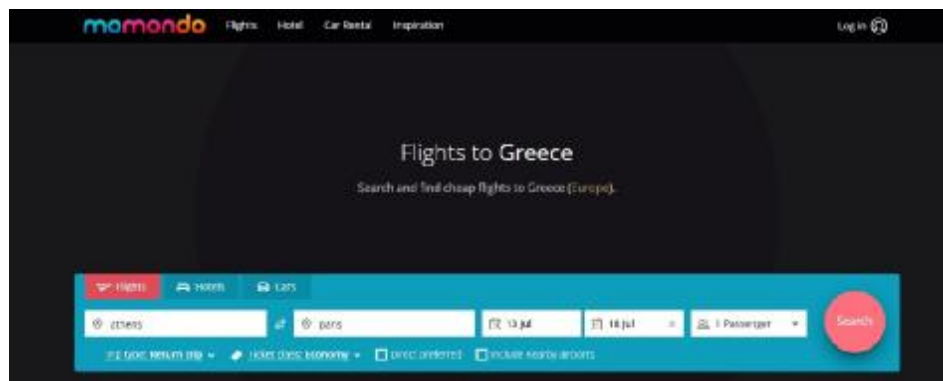 momondo Flights Hotel Car Rental Inspiration Log in
Flights to Greece
Search and find cheap flights to Greece (Europe).
Flights Hotels Cars
athens paris 13 Jul 18 Jul × 1 Passenger Search
Trip type: Return trip Ticket class: Economy Direct preferred Include nearby airports